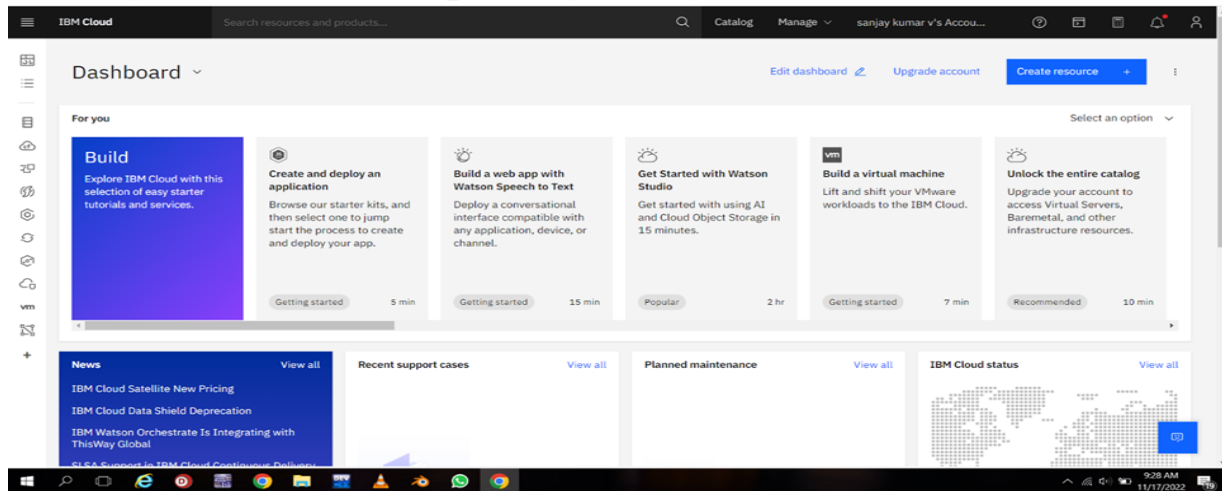 IBM Cloud
Search resources and products...
Catalog
Manage
sanjay kumar v's Accou...
Dashboard
Edit dashboard
Upgrade account
Create resource +
For you
Select an option
Build
Explore IBM Cloud with this
selection of easy starter
tutorials and services.
Create and deploy an
application
Browse our starter kits, and
then select one to jump
start the process to create
and deploy your app.
Getting started
5 min
Build a web app with
Watson Speech to Text
Deploy a conversational
interface compatible with
any application, device, or
channel.
Getting started
15 min
Get Started with Watson
Studio
Get started with using AI
and Cloud Object Storage in
15 minutes.
Popular
2 hr
vm
Build a virtual machine
Lift and shift your VMware
workloads to the IBM Cloud.
Getting started
7 min
Unlock the entire catalog
Upgrade your account to
access Virtual Servers,
Baremetal, and other
infrastructure resources.
Recommended
10 min
vm
News
View all
IBM Cloud Satellite New Pricing
IBM Cloud Data Shield Deprecation
IBM Watson Orchestrate Is Integrating with
ThisWay Global
SLSA Support in IBM Cloud Continuous Delivery
Recent support cases
View all
Planned maintenance
View all
IBM Cloud status
View all
DEV
9:28 AM
11/17/2022
19